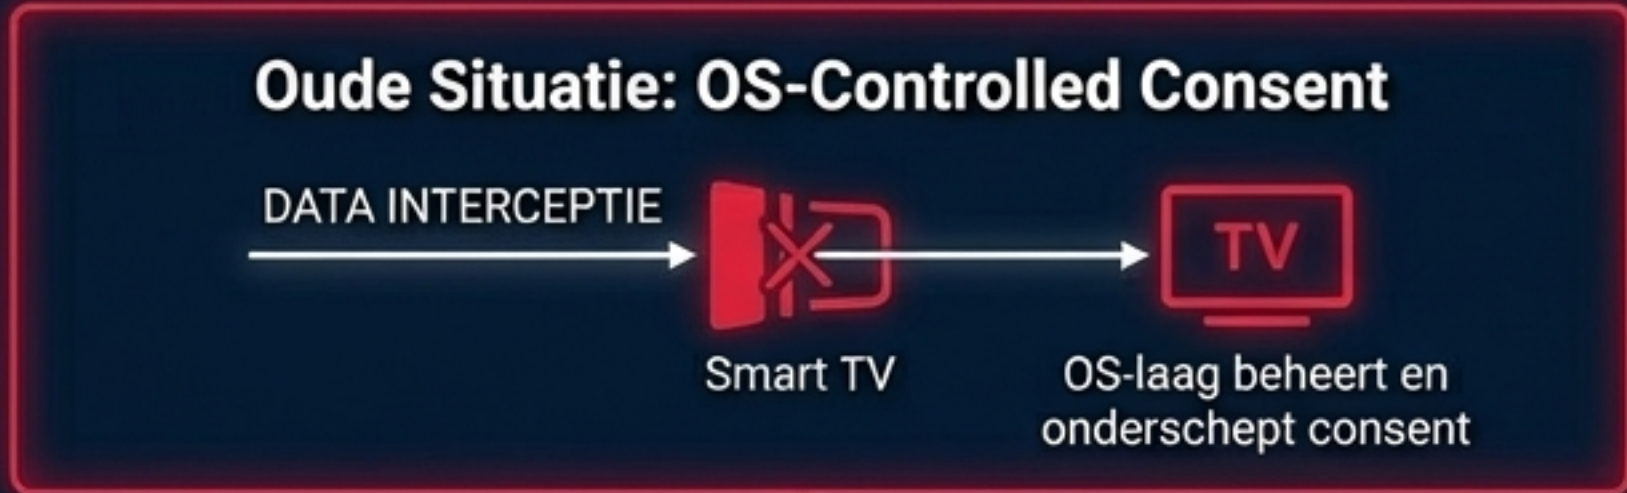 Oude Situatie: OS-Controlled Consent
DATA INTERCEPTIE
TV
Smart TV
OS-laag beheert en
onderschept consent